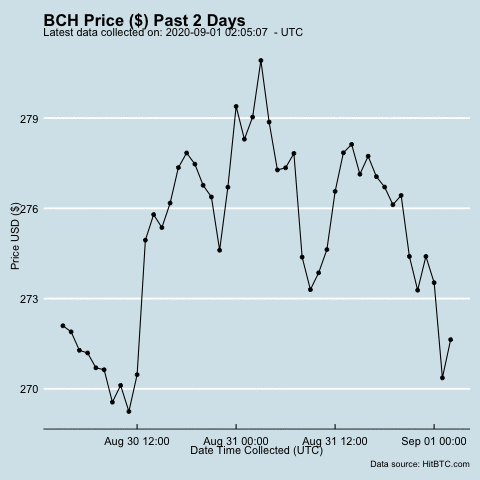 BCH Price ($) Past 2 Days
Latest data collected on: 2020-09-01 02:05:07  - UTC
Price USD ($)
279
276
273
270
Aug 30 12:00 Aug 31 00:00 Aug 31 12:00 Sep 01 00:00
Date Time Collected (UTC)
Data source: HitBTC.com